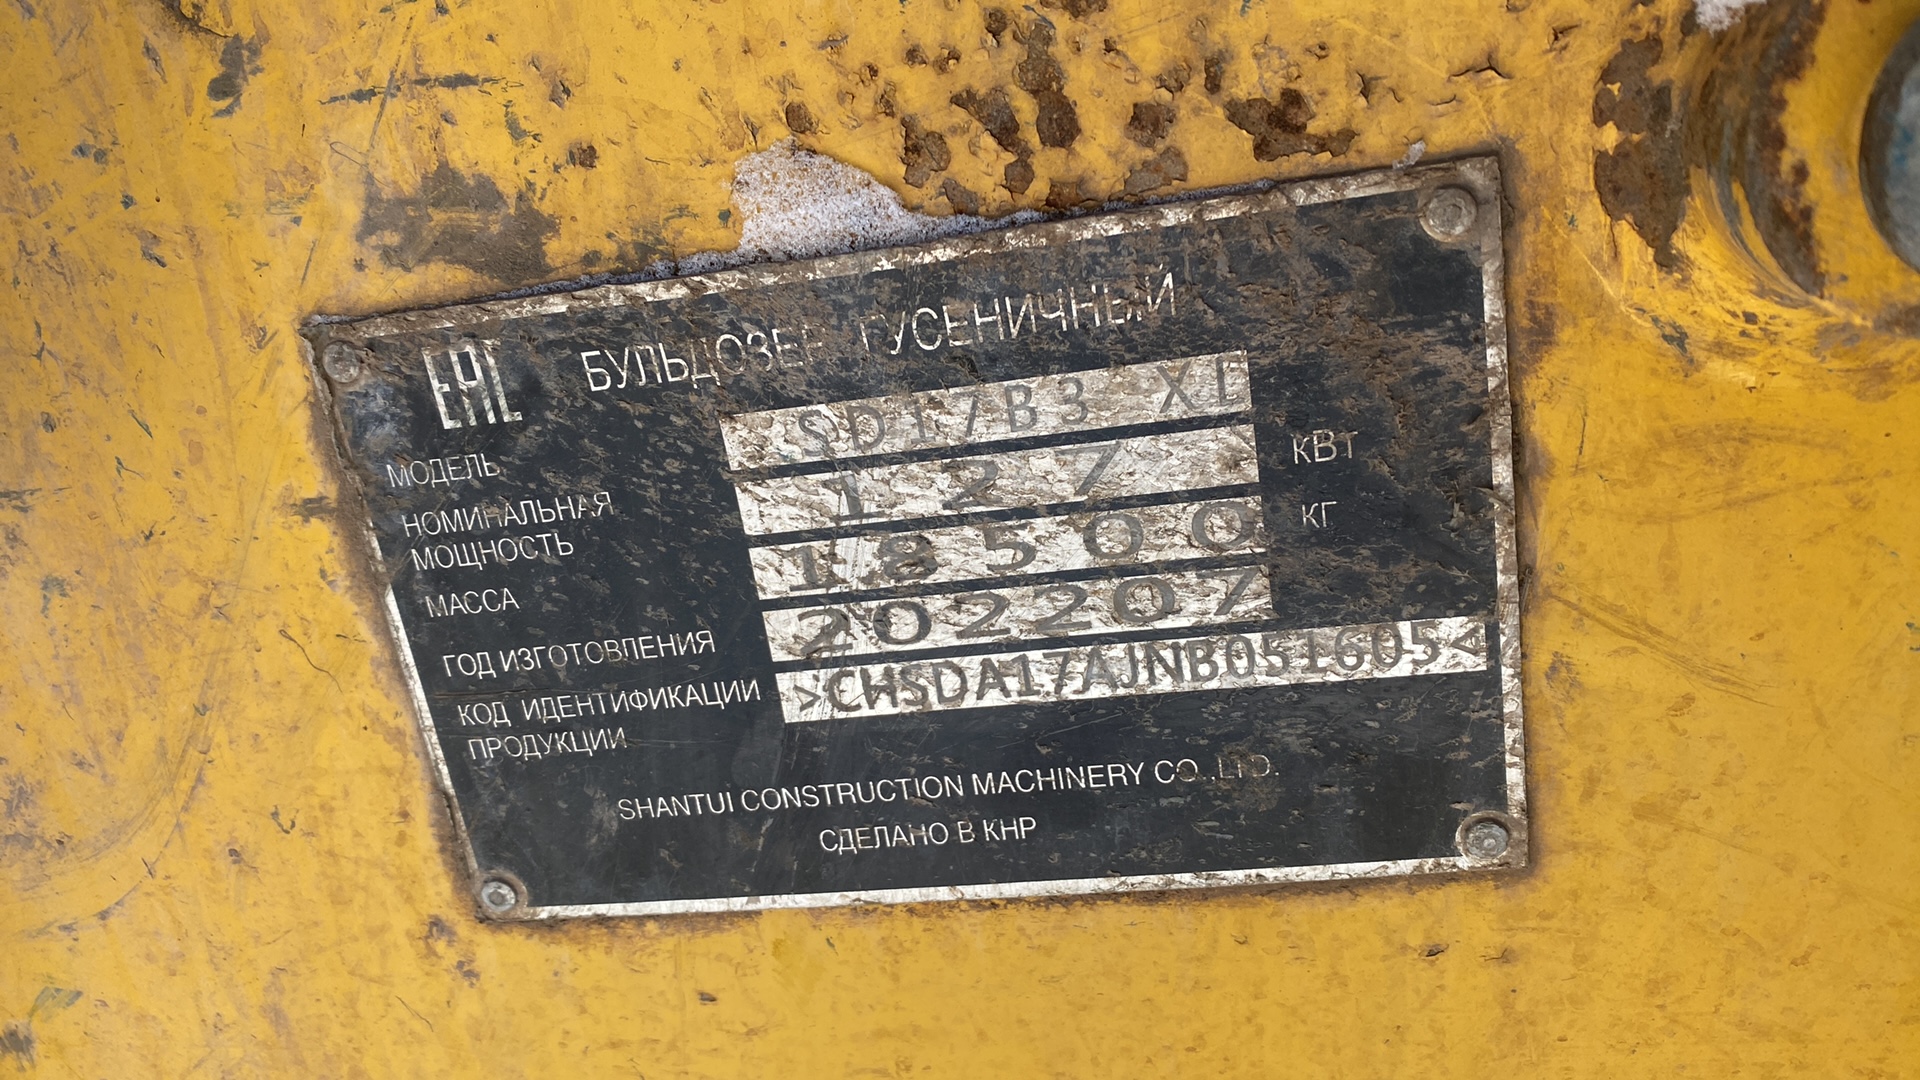 EAC БУЛЬДОЗЕР ГУСЕНИЧНЫЙ
МОДЕЛЬ SD17B3 XL
НОМИНАЛЬНАЯ
МОЩНОСТЬ 127 КВТ
МАССА 18500 КГ
ГОД ИЗГОТОВЛЕНИЯ 202207
КОД ИДЕНТИФИКАЦИИ
ПРОДУКЦИИ >CHSDA17AJNB051605<
SHANTUI CONSTRUCTION MACHINERY CO.,LTD.
СДЕЛАНО В КНР